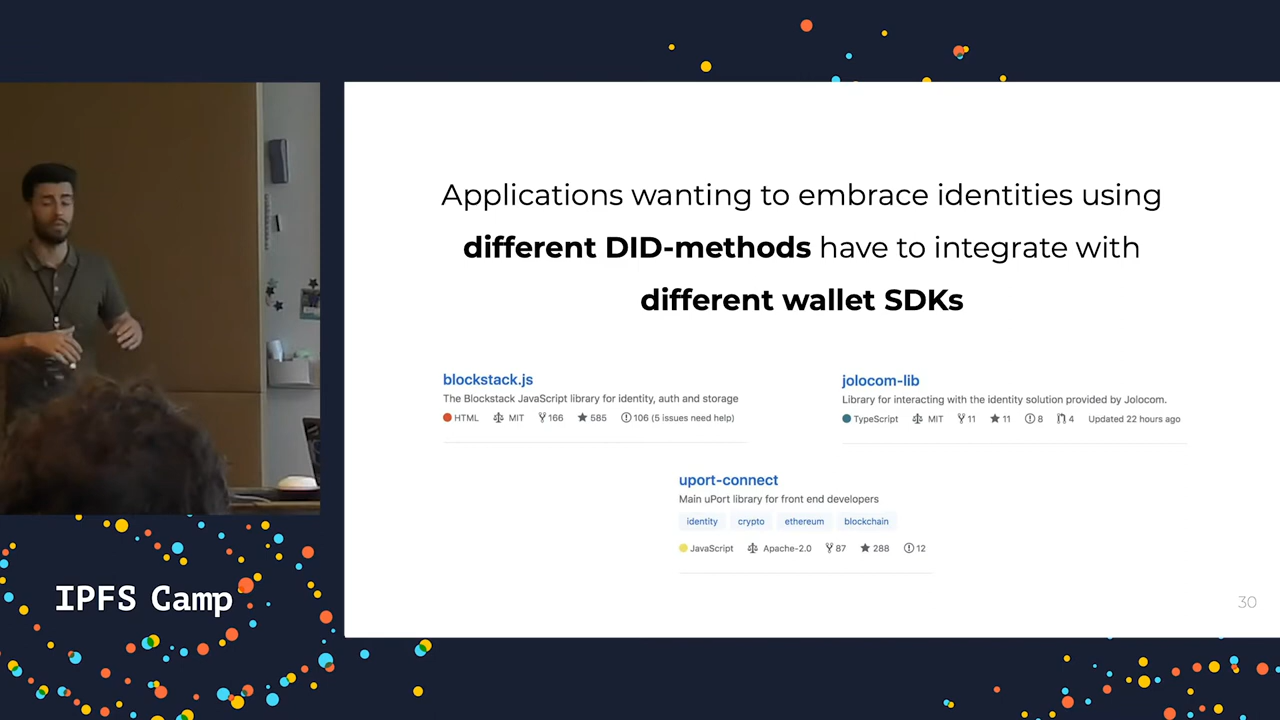 Applications wanting to embrace identities using
different DID-methods have to integrate with
different wallet SDKs
blockstack.js
The Blockstack JavaScript library for identity, auth and storage
HTML MIT 166 585 106 (5 issues need help)
jolocom-lib
Library for interacting with the identity solution provided by Jolocom.
TypeScript MIT 11 11 8 4 Updated 22 hours ago
uport-connect
Main uPort library for front end developers
identity crypto ethereum blockchain
JavaScript Apache-2.0 87 288 12
30
IPFS Camp